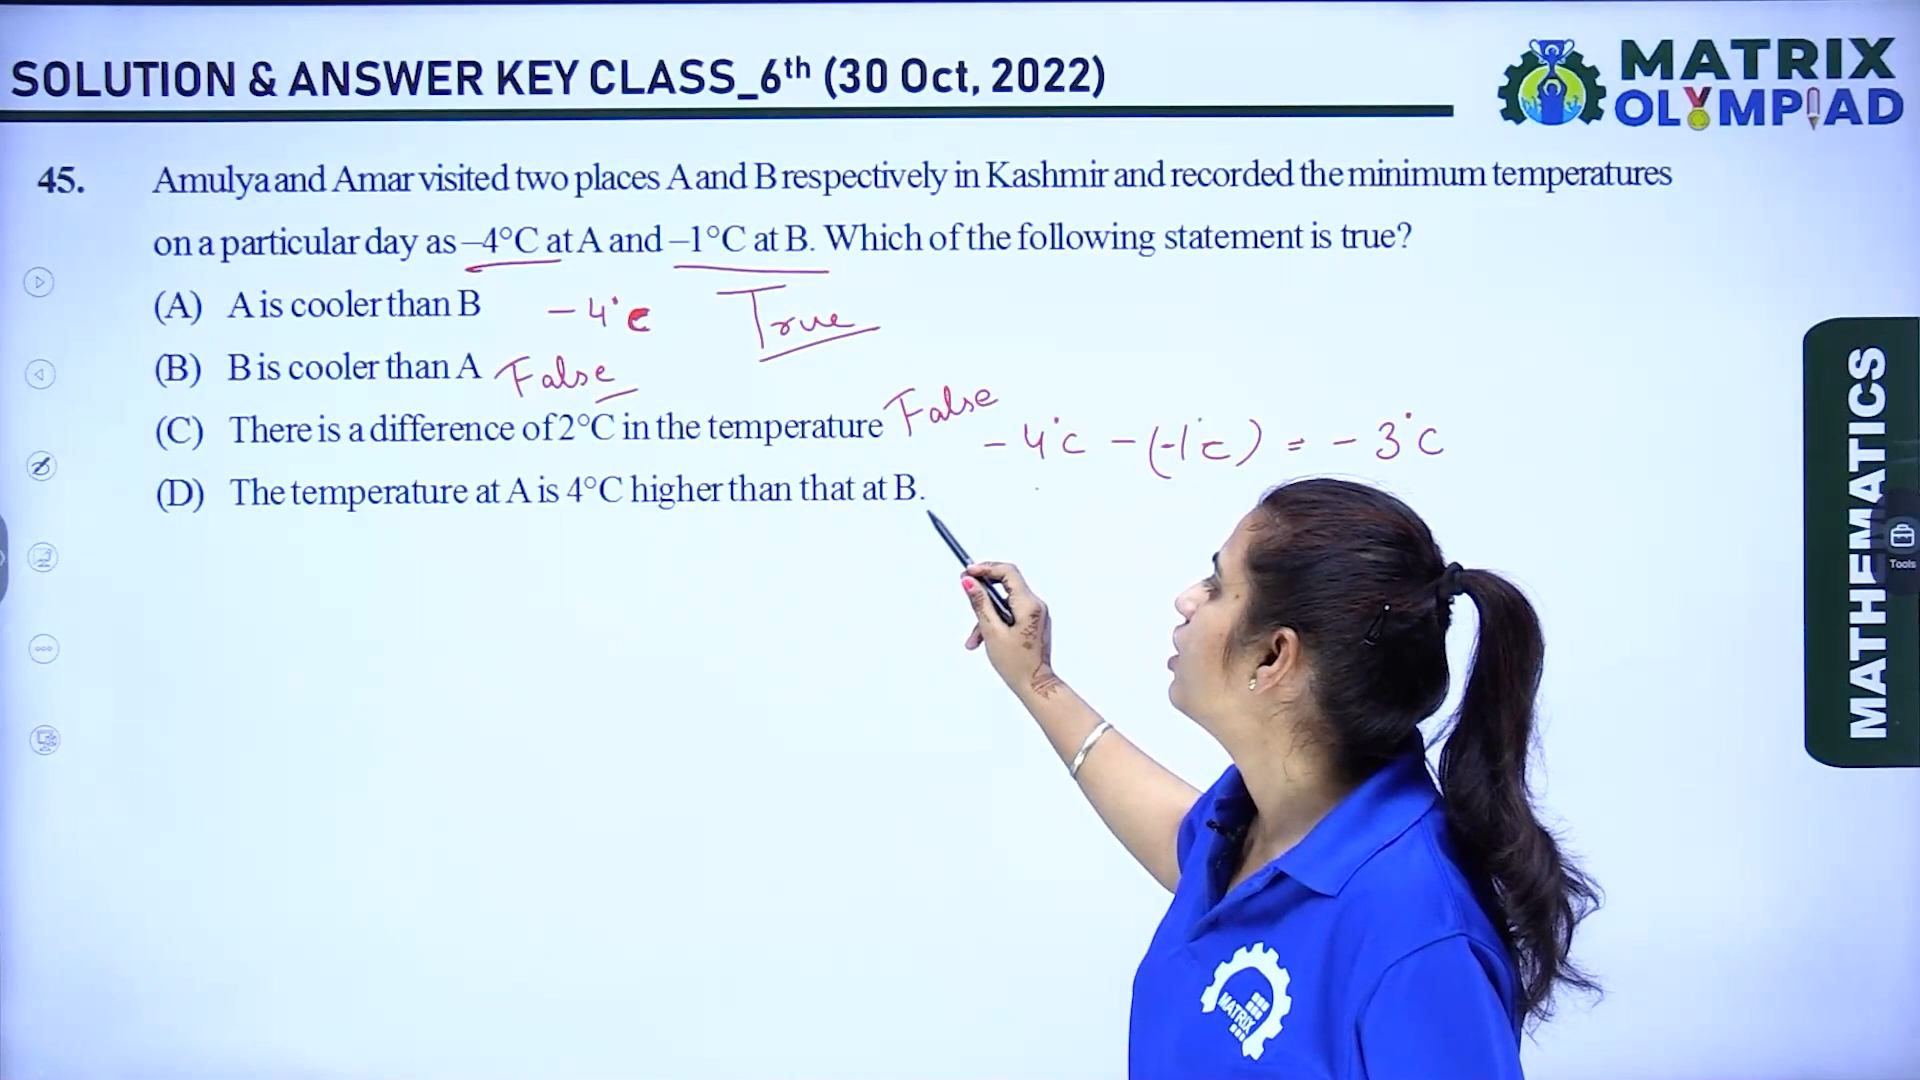 SOLUTION & ANSWER KEY CLASS_6th (30 Oct, 2022)
MATRIX
OLYMPIAD
45. Amulya and Amar visited two places A and B respectively in Kashmir and recorded the minimum temperatures
on a particular day as –4°C at A and –1°C at B. Which of the following statement is true?
(A) A is cooler than B -4°c True
(B) B is cooler than A False
(C) There is a difference of 2°C in the temperature False
-4°c -(-1°c) = -3°c
(D) The temperature at A is 4°C higher than that at B.
MATHEMATICS
Tools
MATRIX